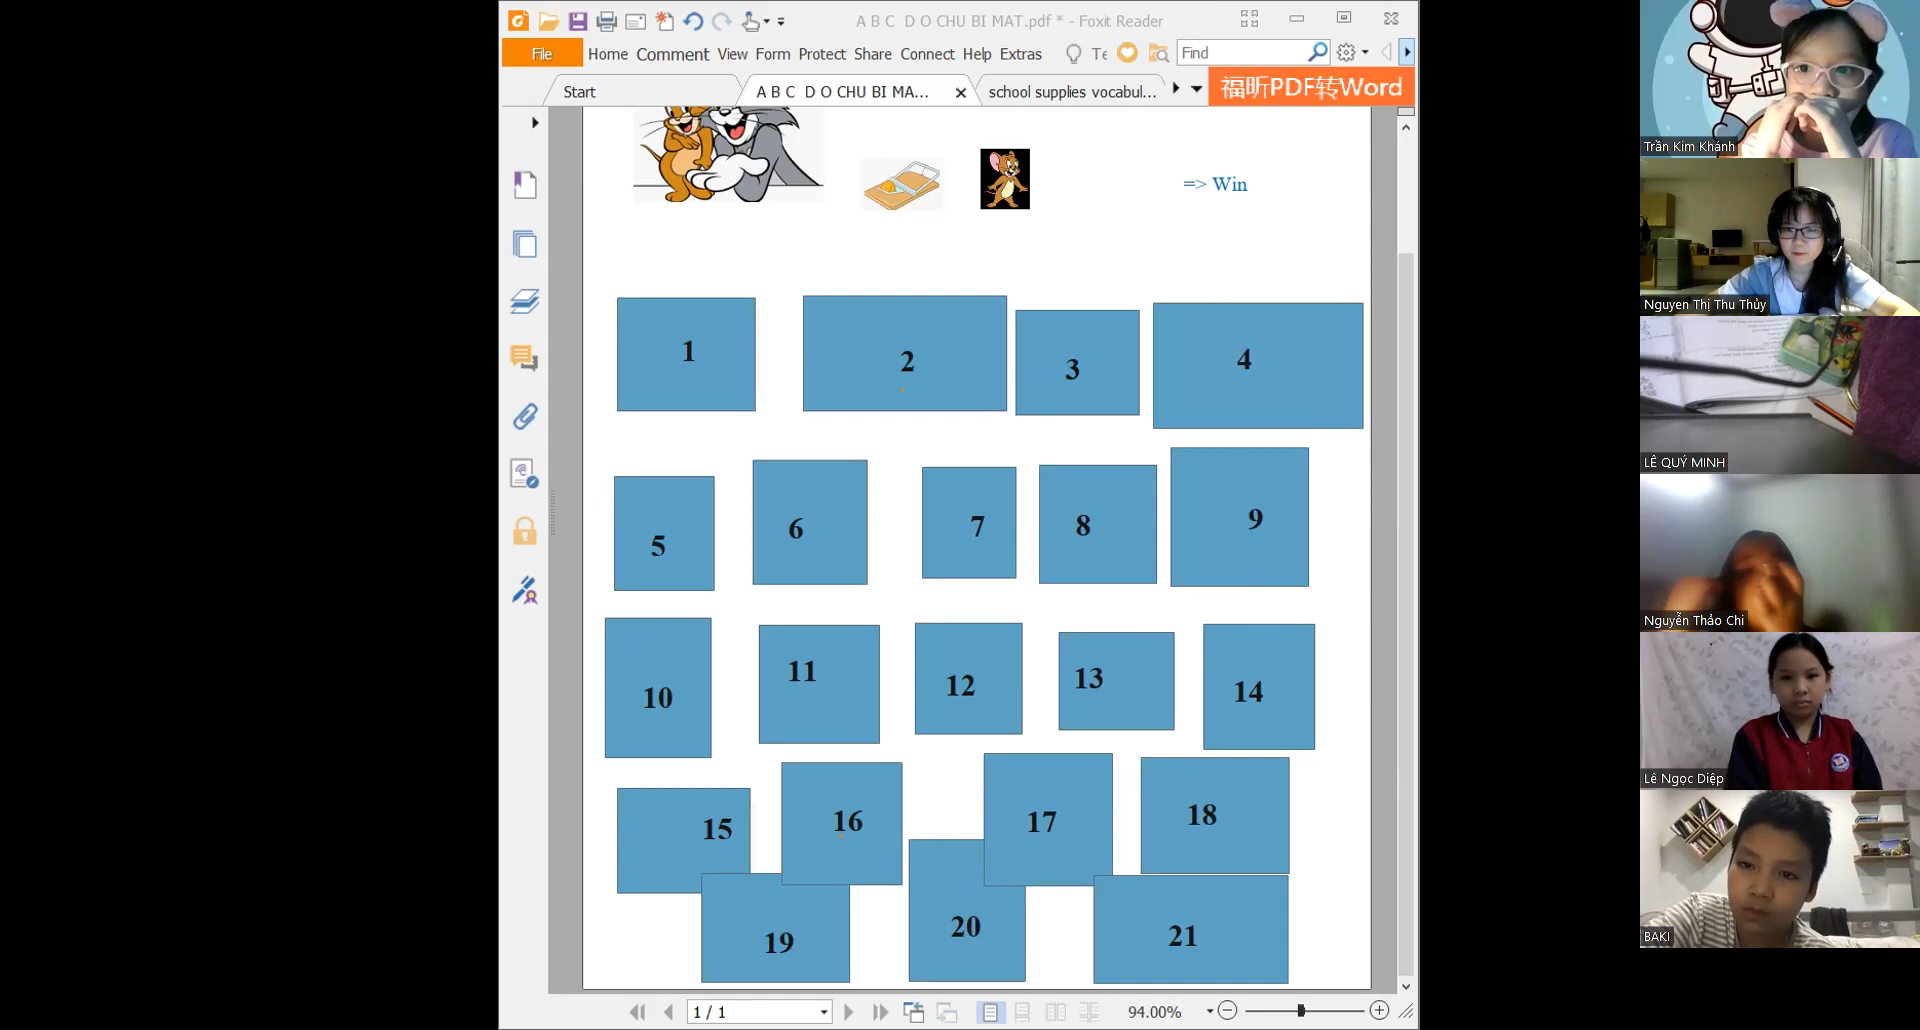 A B C  D O CHU BI MAT.pdf * - Foxit Reader
File Home Comment View Form Protect Share Connect Help Extras Te Find
Start
A B C  D O CHU BI MA...
school supplies vocabul...
福昕PDF转Word
=> Win
1 2 3 4
5 6 7 8 9
10 11 12 13 14
15 16 17 18
19 20 21
1 / 1
94.00%
Trần Kim Khánh
Nguyen Thị Thu Thủy
LÊ QUÝ MINH
Nguyễn Thảo Chi
Lê Ngọc Diệp
BAKI